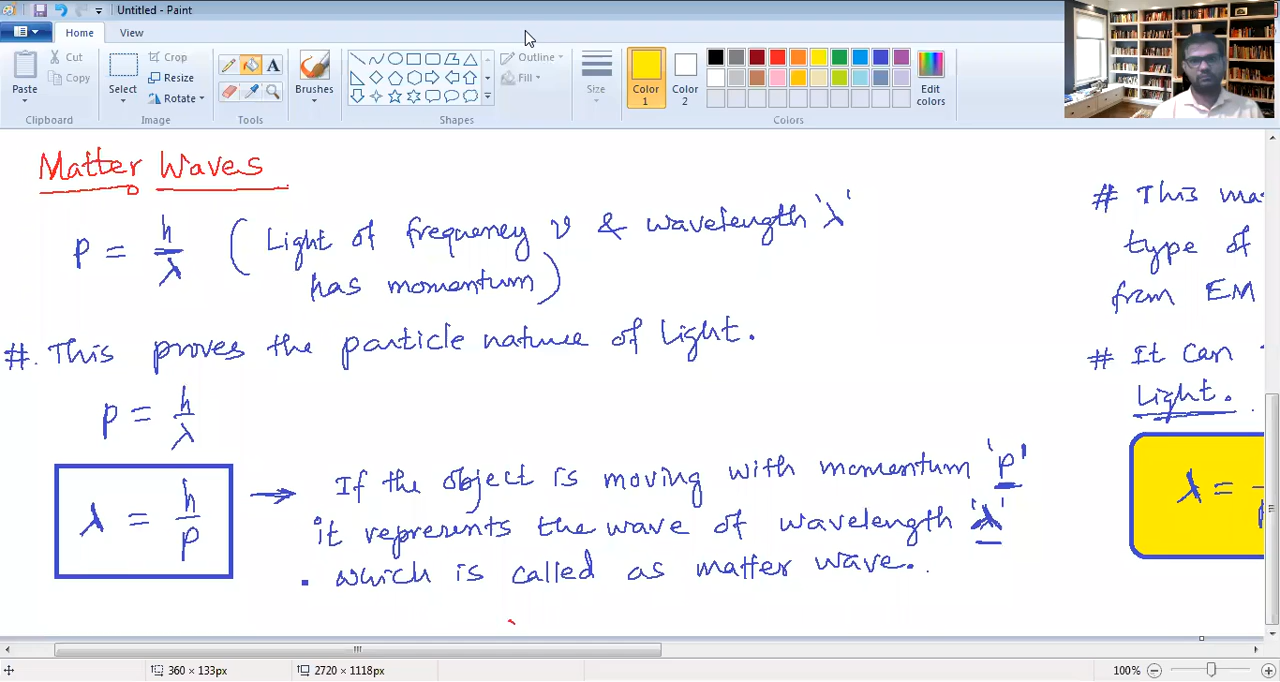 Untitled - Paint
Home
View
Paste
Cut
Copy
Clipboard
Select
Crop
Resize
Rotate
Image
Tools
Brushes
Shapes
Outline
Fill
Size
Color 1
Color 2
Edit colors
Colors
Matter Waves
p = h/λ (Light of frequency ν & wavelength 'λ'
has momentum)
#. This proves the particle nature of light.
p = h/λ
λ = h/p → If the object is moving with momentum 'p'
it represents the wave of wavelength 'λ'
. which is called as matter wave..
# This
type of
from EM
# It can
Light.
λ =
360 × 133px
2720 × 1118px
100%